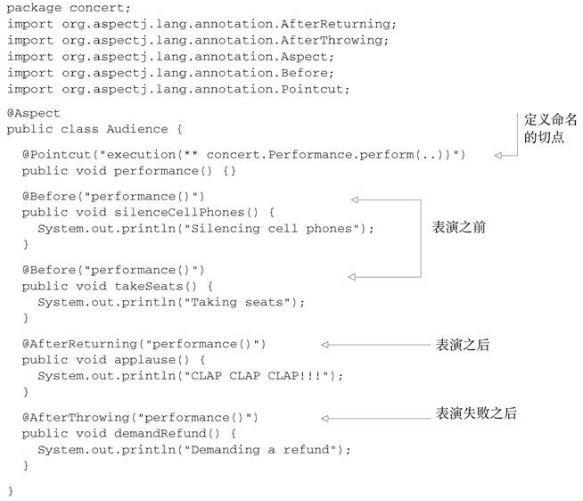 package concert;
import org.aspectj.lang.annotation.AfterReturning;
import org.aspectj.lang.annotation.AfterThrowing;
import org.aspectj.lang.annotation.Aspect;
import org.aspectj.lang.annotation.Before;
import org.aspectj.lang.annotation.Pointcut;
@Aspect
public class Audience {
定义命名
的切点
@Pointcut("execution(** concert.Performance.perform(..))")
public void performance() {}
@Before("performance()")
public void silenceCellPhones() {
System.out.println("Silencing cell phones");
}
表演之前
@Before("performance()")
public void takeSeats() {
System.out.println("Taking seats");
}
@AfterReturning("performance()")
表演之后
public void applause() {
System.out.println("CLAP CLAP CLAP!!!");
}
@AfterThrowing("performance()")
表演失败之后
public void demandRefund() {
System.out.println("Demanding a refund");
}
}